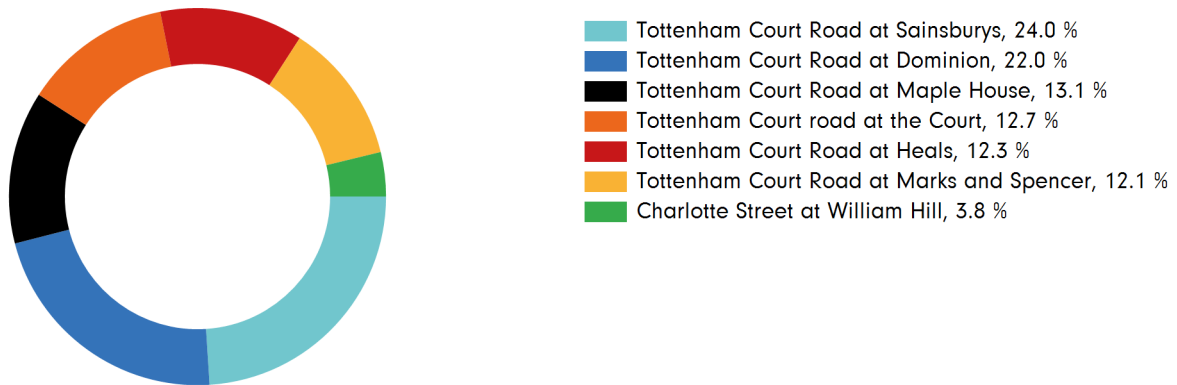 Tottenham Court Road at Sainsburys, 24.0 %
Tottenham Court Road at Dominion, 22.0 %
Tottenham Court Road at Maple House, 13.1 %
Tottenham Court road at the Court, 12.7 %
Tottenham Court Road at Heals, 12.3 %
Tottenham Court Road at Marks and Spencer, 12.1 %
Charlotte Street at William Hill, 3.8 %